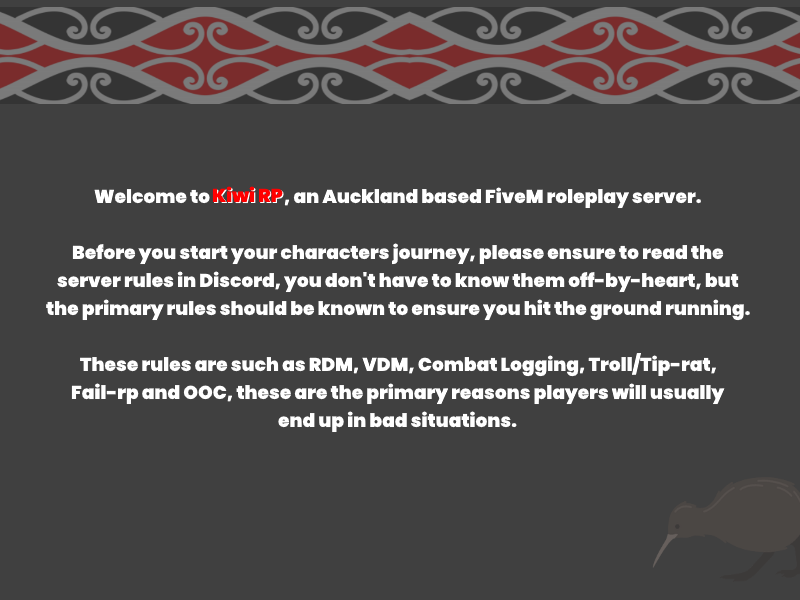 Welcome to Kiwi RP, an Auckland based FiveM roleplay server.
Before you start your characters journey, please ensure to read the
server rules in Discord, you don't have to know them off-by-heart, but
the primary rules should be known to ensure you hit the ground running.
These rules are such as RDM, VDM, Combat Logging, Troll/Tip-rat,
Fail-rp and OOC, these are the primary reasons players will usually
end up in bad situations.